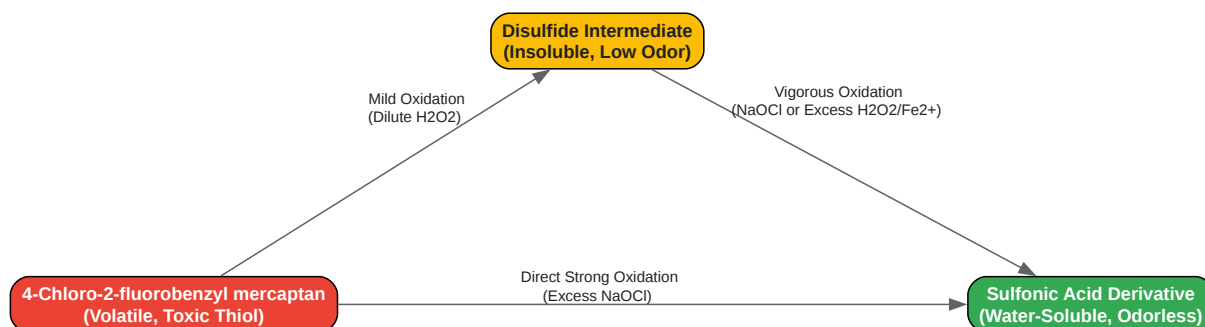 Disulfide Intermediate
(Insoluble, Low Odor)
Mild Oxidation
(Dilute H2O2)
Vigorous Oxidation
(NaOCl or Excess H2O2/Fe2+)
4-Chloro-2-fluorobenzyl mercaptan
(Volatile, Toxic Thiol)
Direct Strong Oxidation
(Excess NaOCl)
Sulfonic Acid Derivative
(Water-Soluble, Odorless)